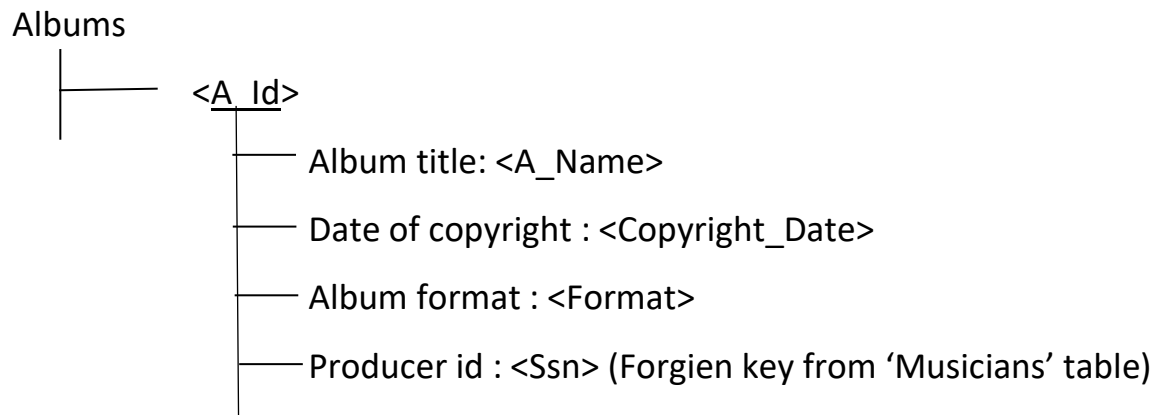 Albums
<A_Id>
Album title: <A_Name>
Date of copyright : <Copyright_Date>
Album format : <Format>
Producer id : <Ssn> (Forgien key from ‘Musicians’ table)